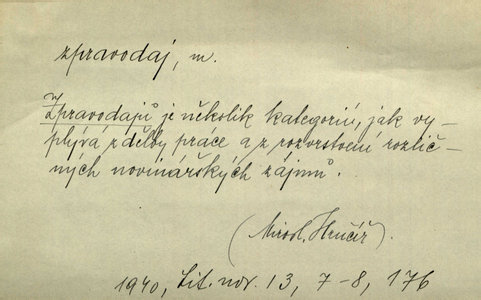 zpravodaj, m.
Zpravodajů je několik kategorií, jak vy-
plývá z dělby práce a z rozvrstvení rozlič-
ných novinářských zájmů.
(Mirosl. Hručíř).
1940, Lit. nov. 13, 7-8, 176